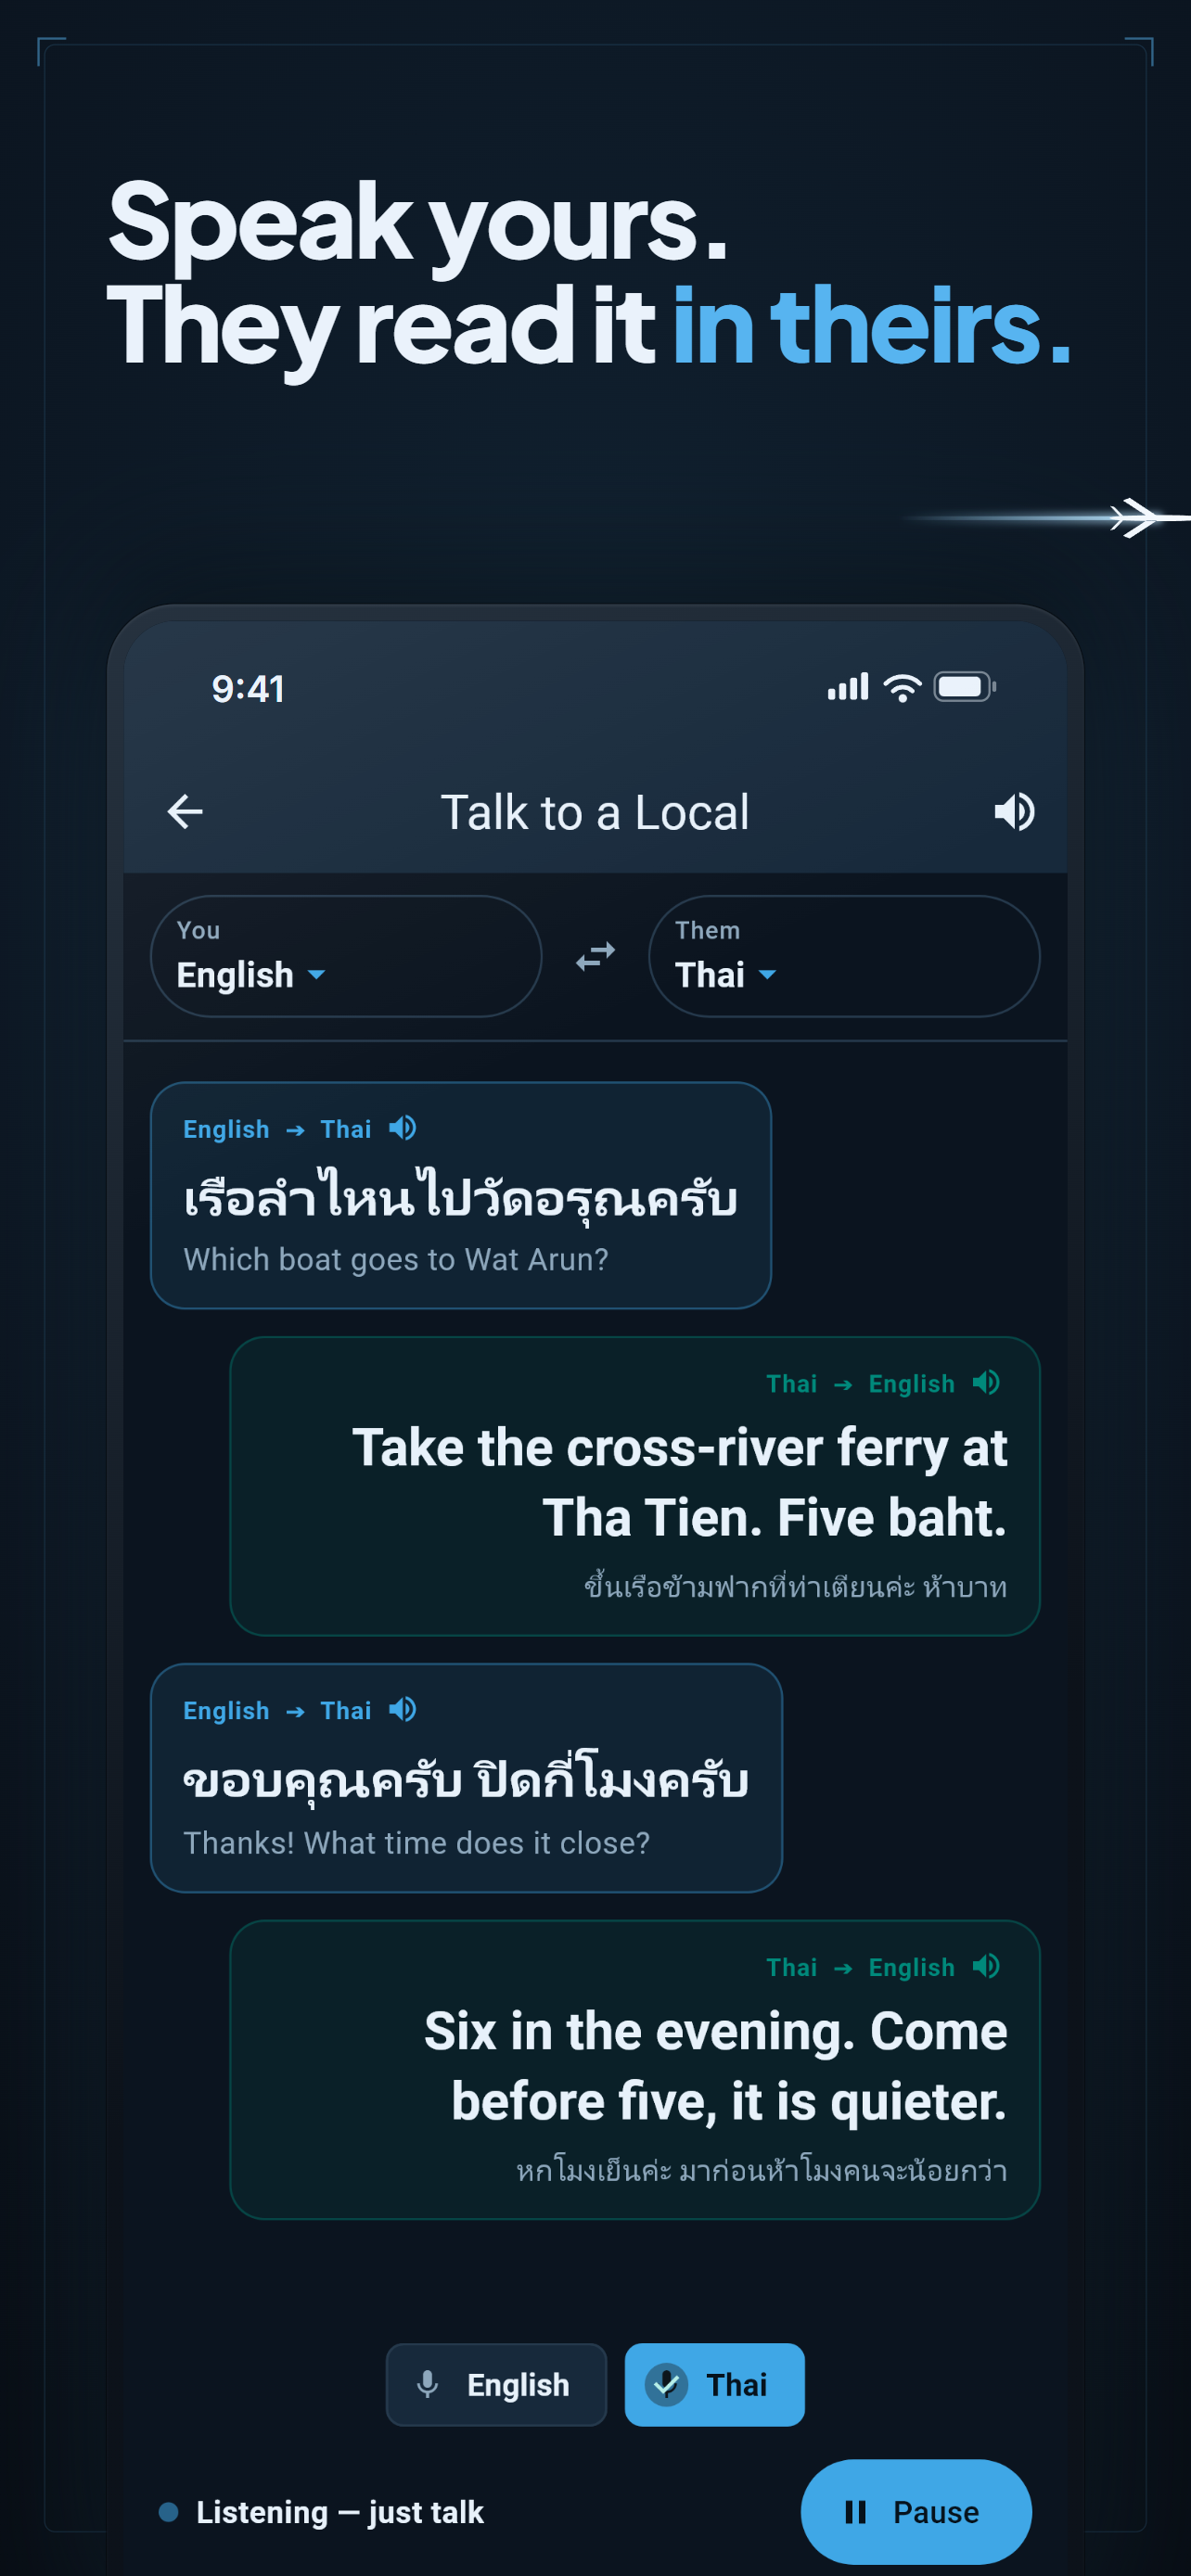 Speak yours.
They read it in theirs.
9:41
Talk to a Local
You
English
Them
Thai
English → Thai
เรือลำไหนไปวัดอรุณครับ
Which boat goes to Wat Arun?
Thai → English
Take the cross-river ferry at
Tha Tien. Five baht.
ขึ้นเรือข้ามฟากที่ท่าเตียนค่ะ ห้าบาท
English → Thai
ขอบคุณครับ ปิดกี่โมงครับ
Thanks! What time does it close?
Thai → English
Six in the evening. Come
before five, it is quieter.
หกโมงเย็นค่ะ มาก่อนห้าโมงคนจะน้อยกว่า
English
Thai
Listening — just talk
Pause